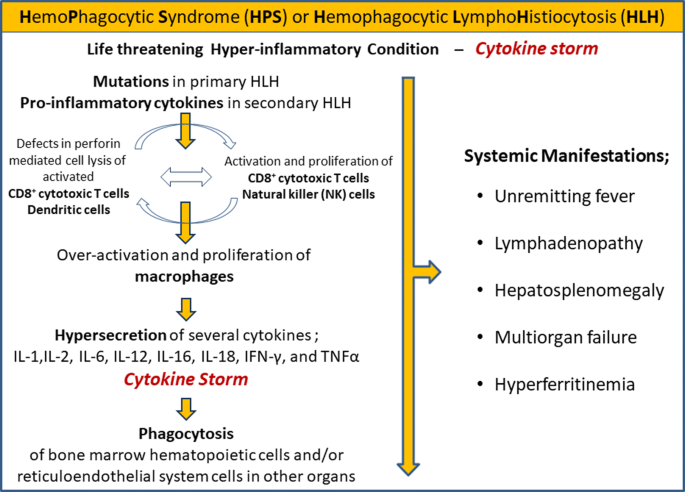 HemoPhagocytic Syndrome (HPS) or Hemophagocytic LymphoHistiocytosis (HLH)
Life threatening Hyper-inflammatory Condition – Cytokine storm
Mutations in primary HLH
Pro-inflammatory cytokines in secondary HLH
Defects in perforin
mediated cell lysis of
activated
CD8+ cytotoxic T cells
Dendritic cells
Activation and proliferation of
CD8+ cytotoxic T cells
Natural killer (NK) cells
Over-activation and proliferation of
macrophages
Hypersecretion of several cytokines ;
IL-1,IL-2, IL-6, IL-12, IL-16, IL-18, IFN-γ, and TNFα
Cytokine Storm
Phagocytosis
of bone marrow hematopoietic cells and/or
reticuloendothelial system cells in other organs
Systemic Manifestations;
• Unremitting fever
• Lymphadenopathy
• Hepatosplenomegaly
• Multiorgan failure
• Hyperferritinemia